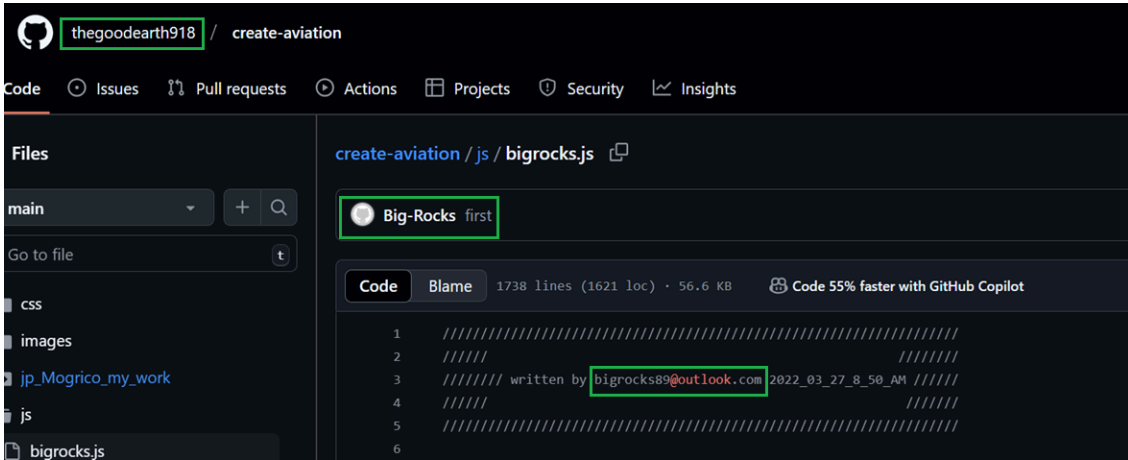 thegoodearth918 / create-aviation
Code Issues Pull requests Actions Projects Security Insights
Files
main
Go to file t
css
images
jp_Mogrico_my_work
js
bigrocks.js
create-aviation / js / bigrocks.js
Big-Rocks first
Code Blame 1738 lines (1621 loc) · 56.6 KB Code 55% faster with GitHub Copilot
1 ////////////////////////////////////////////////////////////////////
2 ////// ////////
3 //////// written by bigrocks89@outlook.com 2022_03_27_8_50_AM //////
4 ////// ///////
5 ////////////////////////////////////////////////////////////////////
6